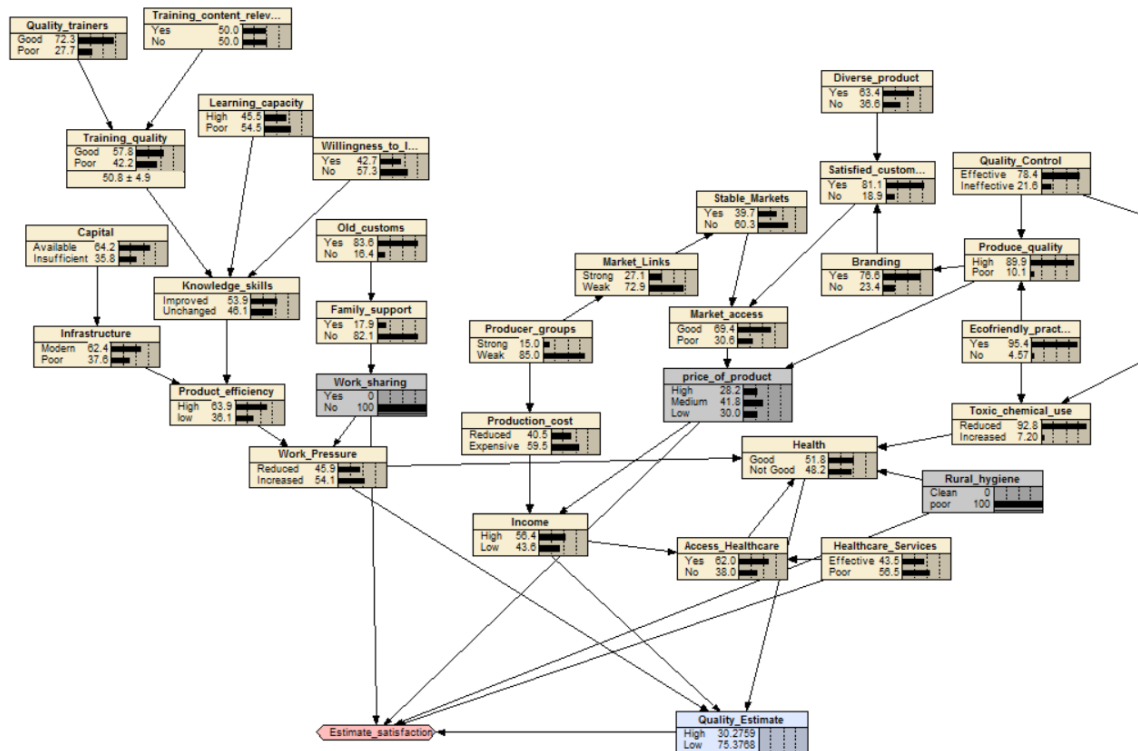 Quality_trainers
Good 72.3
Poor 27.7
Training_content_relev...
Yes 50.0
No 50.0
Learning_capacity
High 45.5
Poor 54.5
Training_quality
Good 57.8
Poor 42.2
50.8 ± 4.9
Willingness_to_l...
Yes 42.7
No 57.3
Capital
Available 64.2
Insufficient 35.8
Old_customs
Yes 83.6
No 16.4
Knowledge_skills
Improved 53.9
Unchanged 46.1
Infrastructure
Modern 62.4
Poor 37.6
Family_support
Yes 17.9
No 82.1
Product_efficiency
High 63.9
low 36.1
Work_sharing
Yes 0
No 100
Work_Pressure
Reduced 45.9
Increased 54.1
Diverse_product
Yes 63.4
No 36.6
Satisfied_custom...
Yes 81.1
No 18.9
Quality_Control
Effective 78.4
Ineffective 21.6
Stable_Markets
Yes 39.7
No 60.3
Market_Links
Strong 27.1
Weak 72.9
Branding
Yes 76.6
No 23.4
Produce_quality
High 89.9
Poor 10.1
Producer_groups
Strong 15.0
Weak 85.0
Market_access
Good 69.4
Poor 30.6
Ecofriendly_pract...
Yes 95.4
No 4.57
price_of_product
High 28.2
Medium 41.8
Low 30.0
Production_cost
Reduced 40.5
Expensive 59.5
Toxic_chemical_use
Reduced 92.8
Increased 7.20
Health
Good 51.8
Not Good 48.2
Rural_hygiene
Clean 0
poor 100
Income
High 56.4
Low 43.6
Access_Healthcare
Yes 62.0
No 38.0
Healthcare_Services
Effective 43.5
Poor 56.5
Estimate_satisfaction
Quality_Estimate
High 30.2759
Low 75.3768